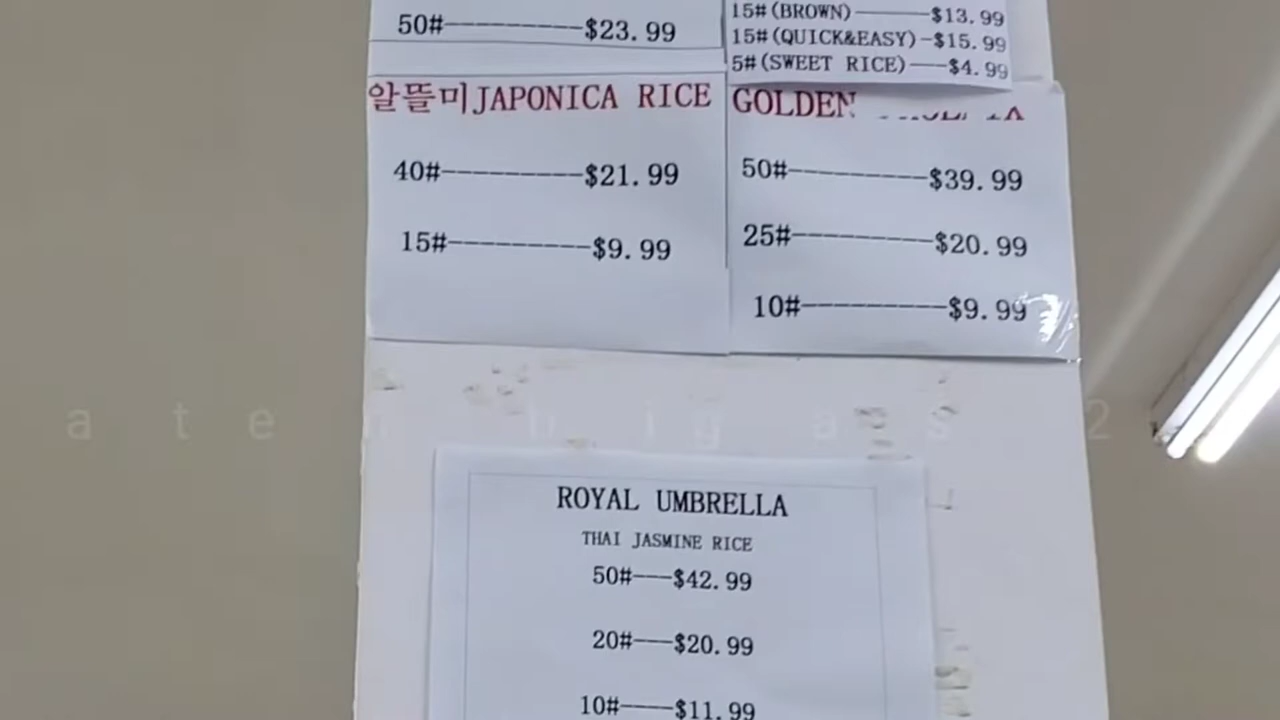 50#--------$23.99
15#(BROWN)------$13.99
15#(QUICK&EASY)-$15.99
5#(SWEET RICE)---$4.99
알뜰미JAPONICA RICE
40#--------$21.99
15#--------$9.99
GOLDEN
50#--------$39.99
25#--------$20.99
10#--------$9.99
ROYAL UMBRELLA
THAI JASMINE RICE
50#---$42.99
20#---$20.99
10#----$11.99